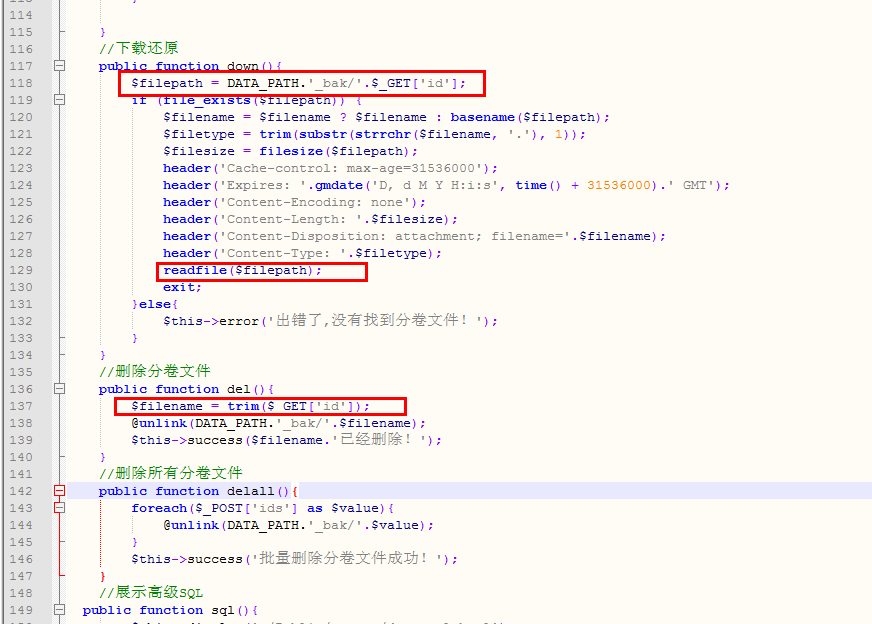 114
115 }
116 //下载还原
117 public function down(){
118 $filepath = DATA_PATH.'_bak/'.$_GET['id'];
119 if (file_exists($filepath)) {
120 $filename = $filename ? $filename : basename($filepath);
121 $filetype = trim(substr(strrchr($filename, '.'), 1));
122 $filesize = filesize($filepath);
123 header('Cache-control: max-age=31536000');
124 header('Expires: '.gmdate('D, d M Y H:i:s', time() + 31536000).' GMT');
125 header('Content-Encoding: none');
126 header('Content-Length: '.$filesize);
127 header('Content-Disposition: attachment; filename='.$filename);
128 header('Content-Type: '.$filetype);
129 readfile($filepath);
130 exit;
131 }else{
132 $this->error('出错了,没有找到分卷文件！');
133 }
134 }
135 //删除分卷文件
136 public function del(){
137 $filename = trim($_GET['id']);
138 @unlink(DATA_PATH.'_bak/'.$filename);
139 $this->success($filename.'已经删除！');
140 }
141 //删除所有分卷文件
142 public function delall(){
143 foreach($_POST['ids'] as $value){
144 @unlink(DATA_PATH.'_bak/'.$value);
145 }
146 $this->success('批量删除分卷文件成功！');
147 }
148 //展示高级SQL
149 public function sql(){